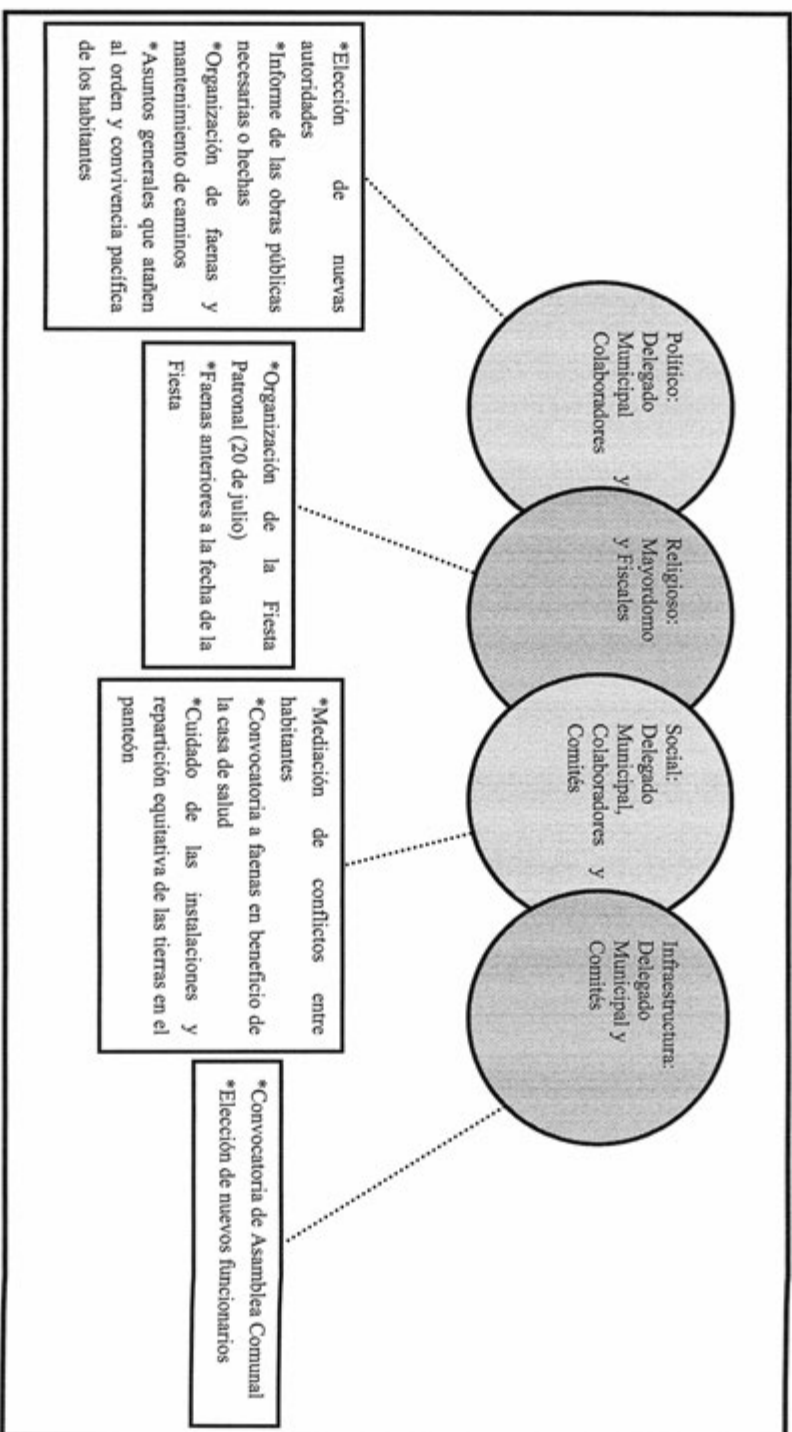 Político:
Delegado
Municipal y
Colaboradores
Religioso:
Mayordomo
y Fiscales
Social:
Delegado
Municipal,
Colaboradores y
Comités
Infraestructura:
Delegado
Municipal y
Comités
*Elección de nuevas
autoridades
*Informe de las obras públicas
necesarias o hechas
*Organización de faenas y
mantenimiento de caminos
*Asuntos generales que atañen
al orden y convivencia pacífica
de los habitantes
*Organización de la Fiesta
Patronal (20 de julio)
*Faenas anteriores a la fecha de la
Fiesta
*Mediación de conflictos entre
habitantes
*Convocatoria a faenas en beneficio de
la casa de salud
*Cuidado de las instalaciones y
repartición equitativa de las tierras en el
panteón
*Convocatoria de Asamblea Comunal
*Elección de nuevos funcionarios